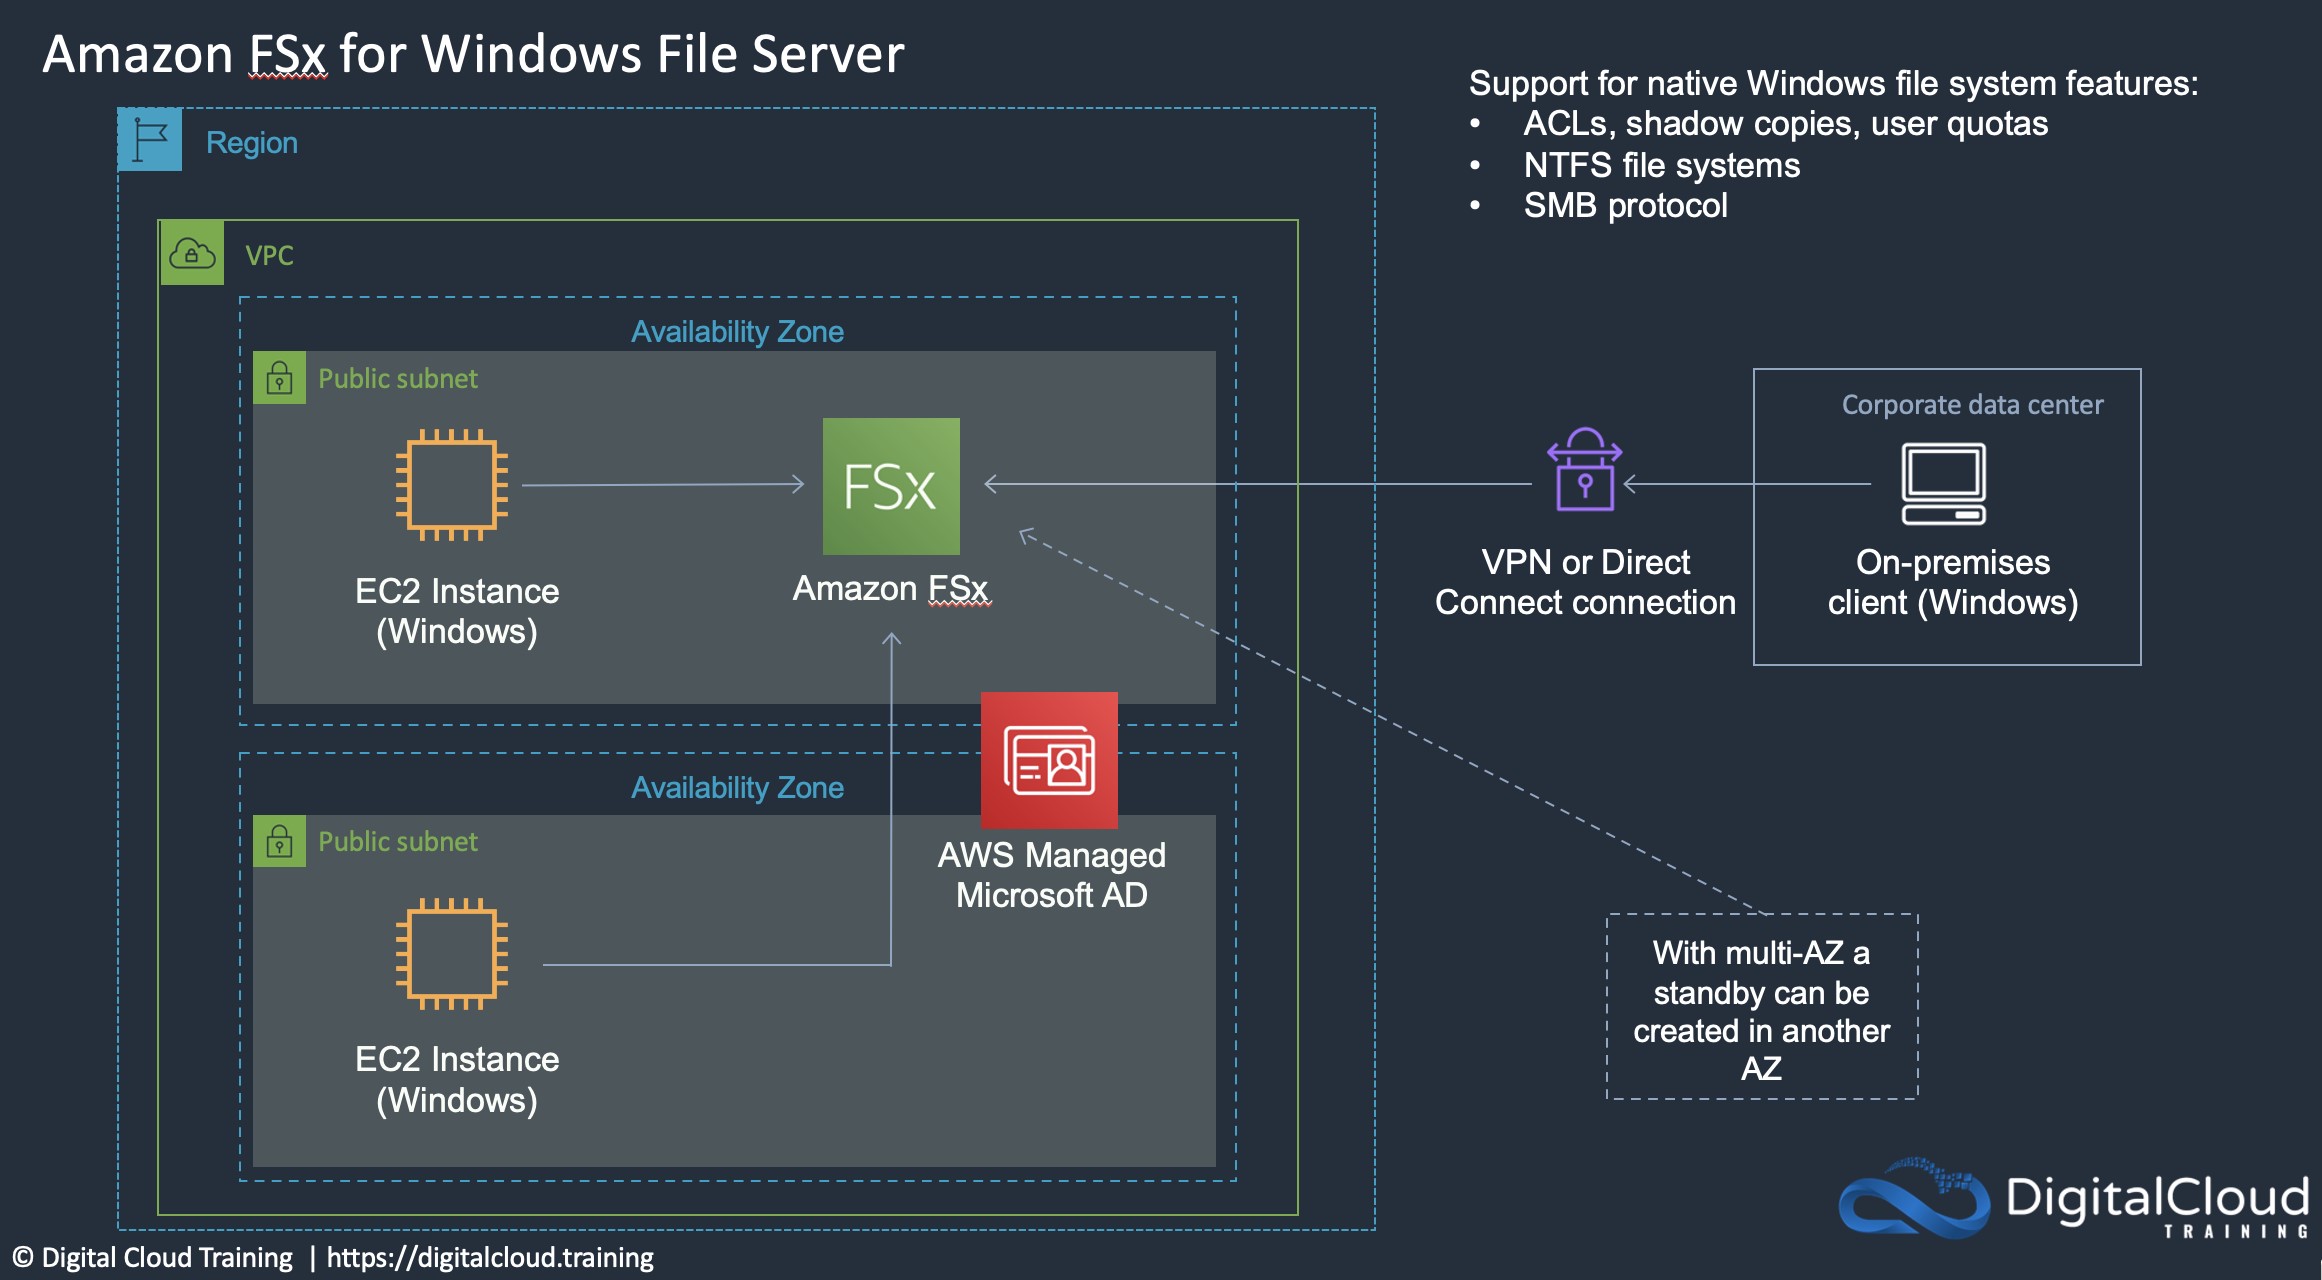 Amazon FSx for Windows File Server
Support for native Windows file system features:
• ACLs, shadow copies, user quotas
• NTFS file systems
• SMB protocol
Region
VPC
Availability Zone
Public subnet
EC2 Instance
(Windows)
FSx
Amazon FSx
VPN or Direct
Connect connection
Corporate data center
On-premises
client (Windows)
Availability Zone
Public subnet
AWS Managed
Microsoft AD
EC2 Instance
(Windows)
With multi-AZ a
standby can be
created in another
AZ
DigitalCloud
TRAINING
© Digital Cloud Training | https://digitalcloud.training